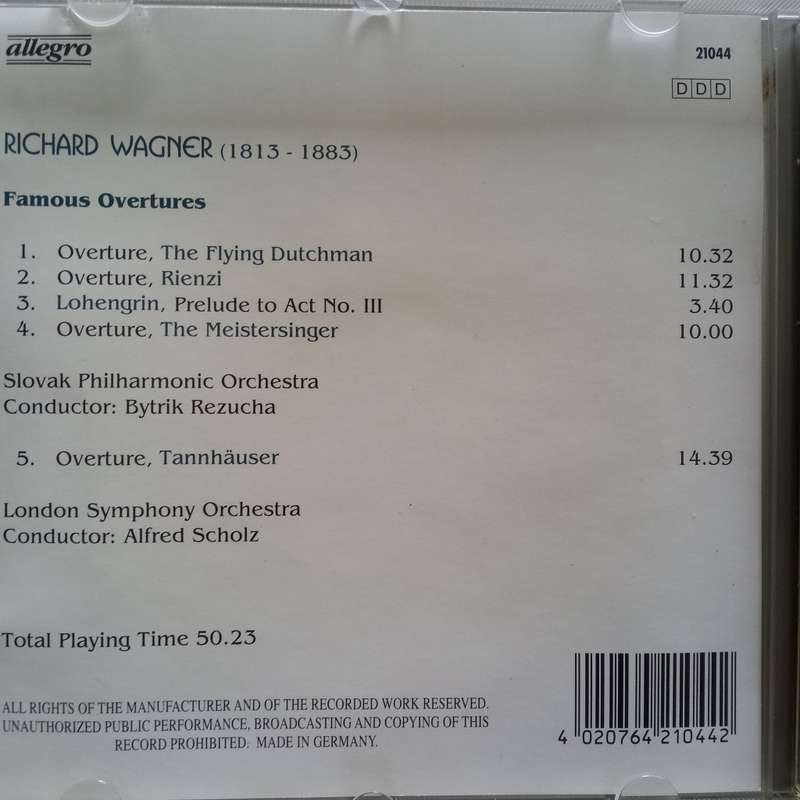 allegro
21044
DDD
RICHARD WAGNER (1813 - 1883)
Famous Overtures
1. Overture, The Flying Dutchman 10.32
2. Overture, Rienzi 11.32
3. Lohengrin, Prelude to Act No. III 3.40
4. Overture, The Meistersinger 10.00
Slovak Philharmonic Orchestra
Conductor: Bytrik Rezucha
5. Overture, Tannhäuser 14.39
London Symphony Orchestra
Conductor: Alfred Scholz
Total Playing Time 50.23
ALL RIGHTS OF THE MANUFACTURER AND OF THE RECORDED WORK RESERVED.
UNAUTHORIZED PUBLIC PERFORMANCE, BROADCASTING AND COPYING OF THIS
RECORD PROHIBITED. MADE IN GERMANY.
4 020764 210442